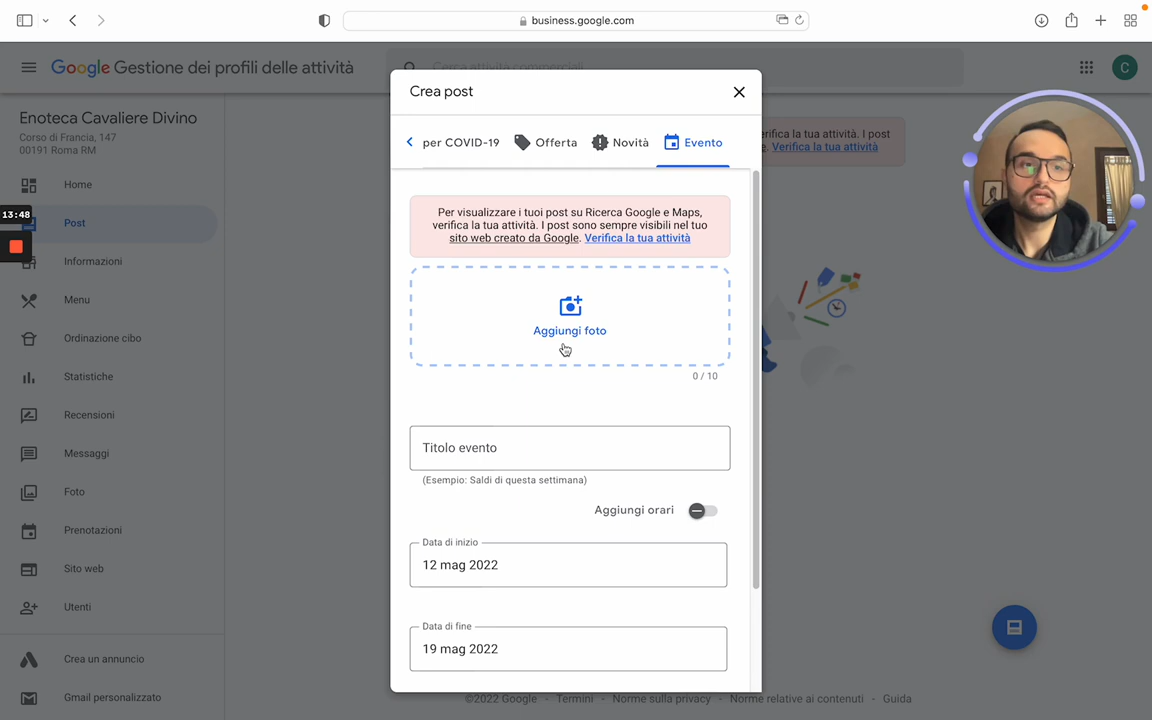 business.google.com
Google Gestione dei profili delle attività
Cerca attività commerciali
C
Enoteca Cavaliere Divino
Corso di Francia, 147
00191 Roma RM
Home
13:48
Post
Informazioni
Menu
Ordinazione cibo
Statistiche
Recensioni
Messaggi
Foto
Prenotazioni
Sito web
Utenti
Crea un annuncio
Gmail personalizzato
Crea post
per COVID-19
Offerta
Novità
Evento
Per visualizzare i tuoi post su Ricerca Google e Maps,
verifica la tua attività. I post sono sempre visibili nel tuo
sito web creato da Google. Verifica la tua attività
Aggiungi foto
0 / 10
Titolo evento
(Esempio: Saldi di questa settimana)
Aggiungi orari
Data di inizio
12 mag 2022
Data di fine
19 mag 2022
erifica la tua attività. I post
e. Verifica la tua attività
©2022 Google · Termini · Norme sulla privacy · Norme relative ai contenuti · Guida